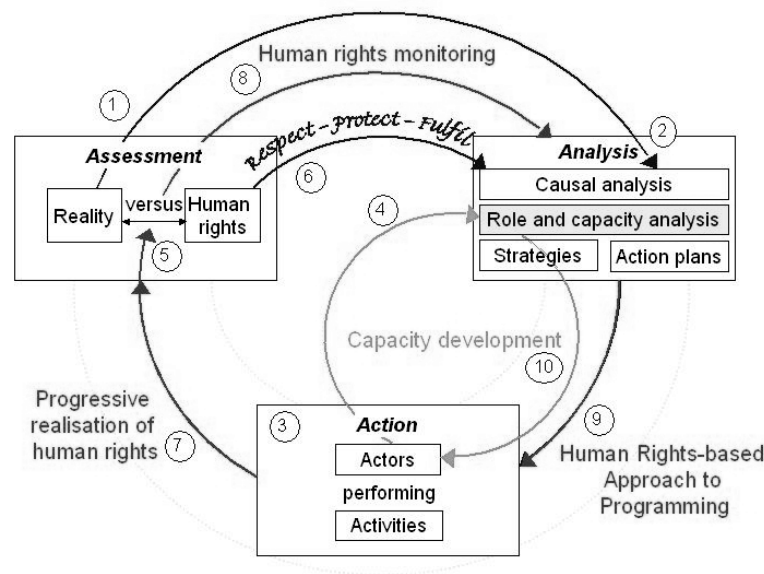 Human rights monitoring
8
1
Respect - Protect - Fulfil
2
Assessment
Analysis
Reality
versus
Human
rights
6
Causal analysis
4
Role and capacity analysis
5
Strategies
Action plans
Capacity development
10
Progressive
realisation of
human rights
7
3
Action
9
Actors
performing
Activities
Human Rights-based
Approach to
Programming